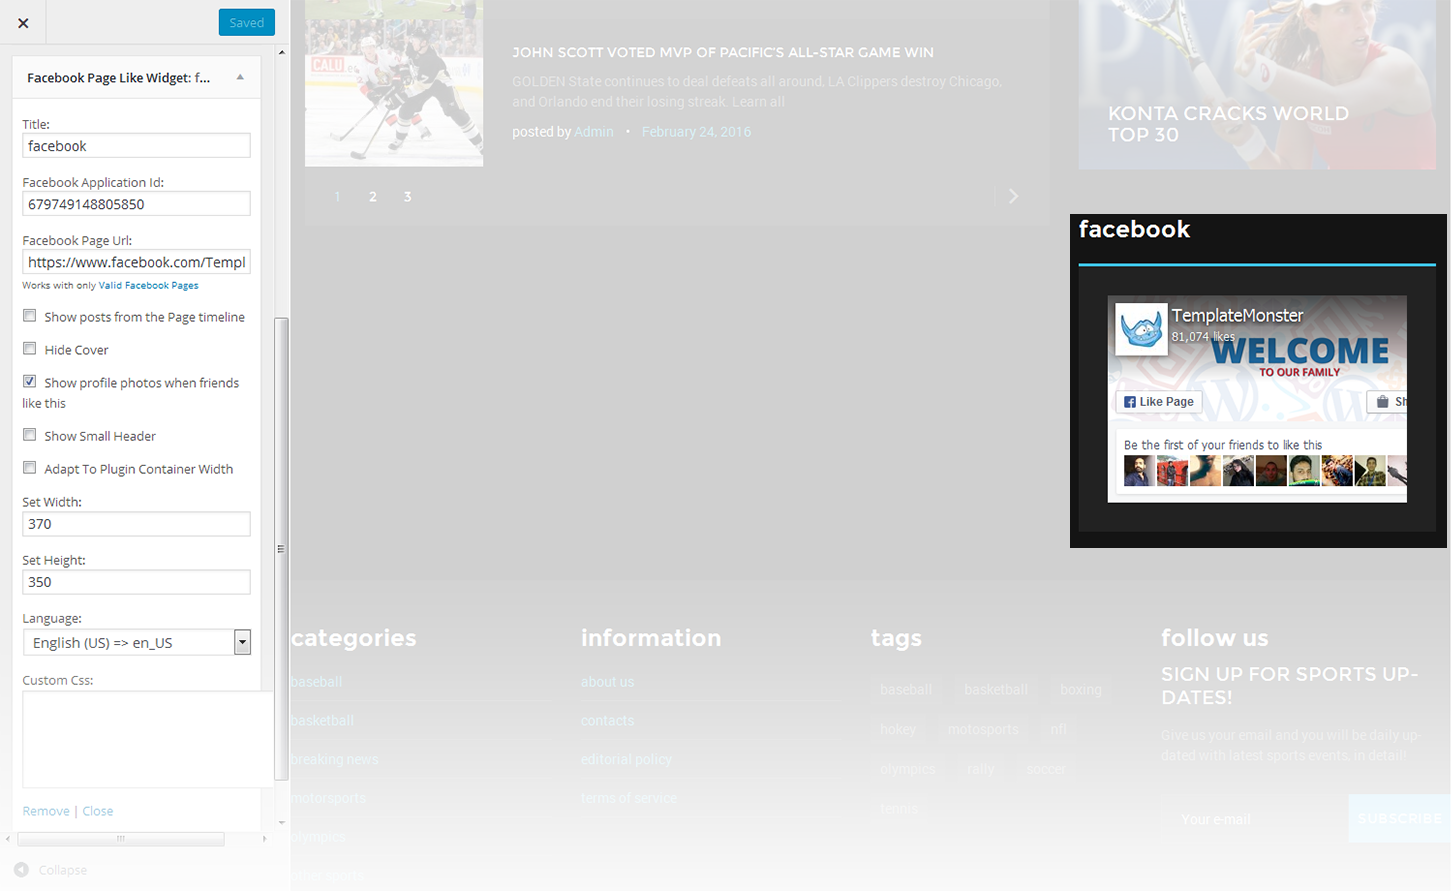 Saved
Facebook Page Like Widget: f...
Title:
facebook
Facebook Application Id:
679749148805850
Facebook Page Url:
https://www.facebook.com/Templ
Works with only Valid Facebook Pages
Show posts from the Page timeline
Hide Cover
Show profile photos when friends
like this
Show Small Header
Adapt To Plugin Container Width
Set Width:
370
Set Height:
350
Language:
English (US) => en_US
Custom Css:
Remove | Close
Collapse
CALU
JOHN SCOTT VOTED MVP OF PACIFIC'S ALL-STAR GAME WIN
GOLDEN State continues to deal defeats all around, LA Clippers destroy Chicago,
and Orlando end their losing streak. Learn all
posted by Admin • February 24, 2016
1 2 3
KONTA CRACKS WORLD
TOP 30
facebook
TemplateMonster
81,074 likes
WELCOME
TO OUR FAMILY
Like Page
Sh
Be the first of your friends to like this
categories
baseball
basketball
breaking news
motorsports
olympics
other sports
information
about us
contacts
editorial policy
terms of service
tags
baseball basketball boxing
hokey motosports nfl
olympics rally soccer
tennis
follow us
SIGN UP FOR SPORTS UP-
DATES!
Give us your email and you will be daily up-
dated with latest sports events, in detail!
Your e-mail
SUBSCRIBE